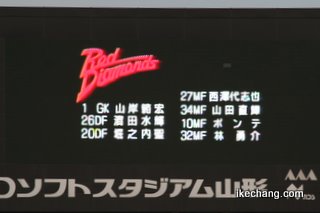 Red
Diamonds
1 GK 山岸範宏
26DF 濱田水輝
20DF 堀之内聖
27MF 西澤代志也
34MF 山田直輝
10MF ポンテ
32MF 林 勇介
Dソフトスタジアム山形
ikechang.com